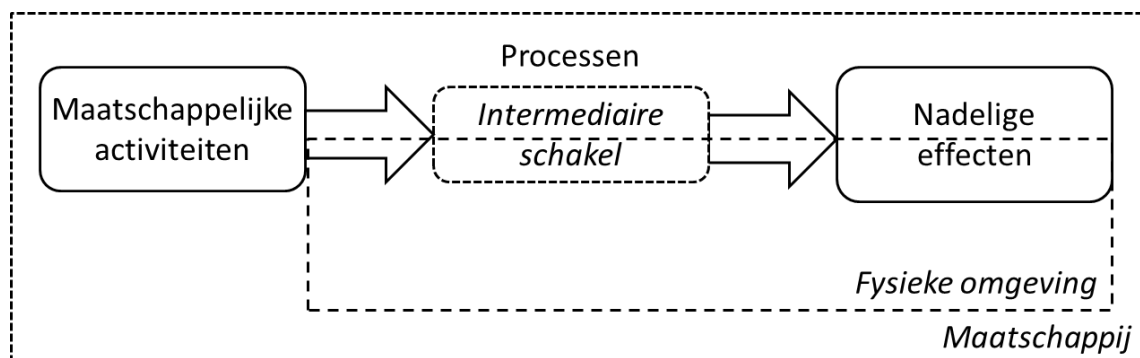 Processen
Maatschappelijke
activiteiten
Intermediaire
schakel
Nadelige
effecten
Fysieke omgeving
Maatschappij